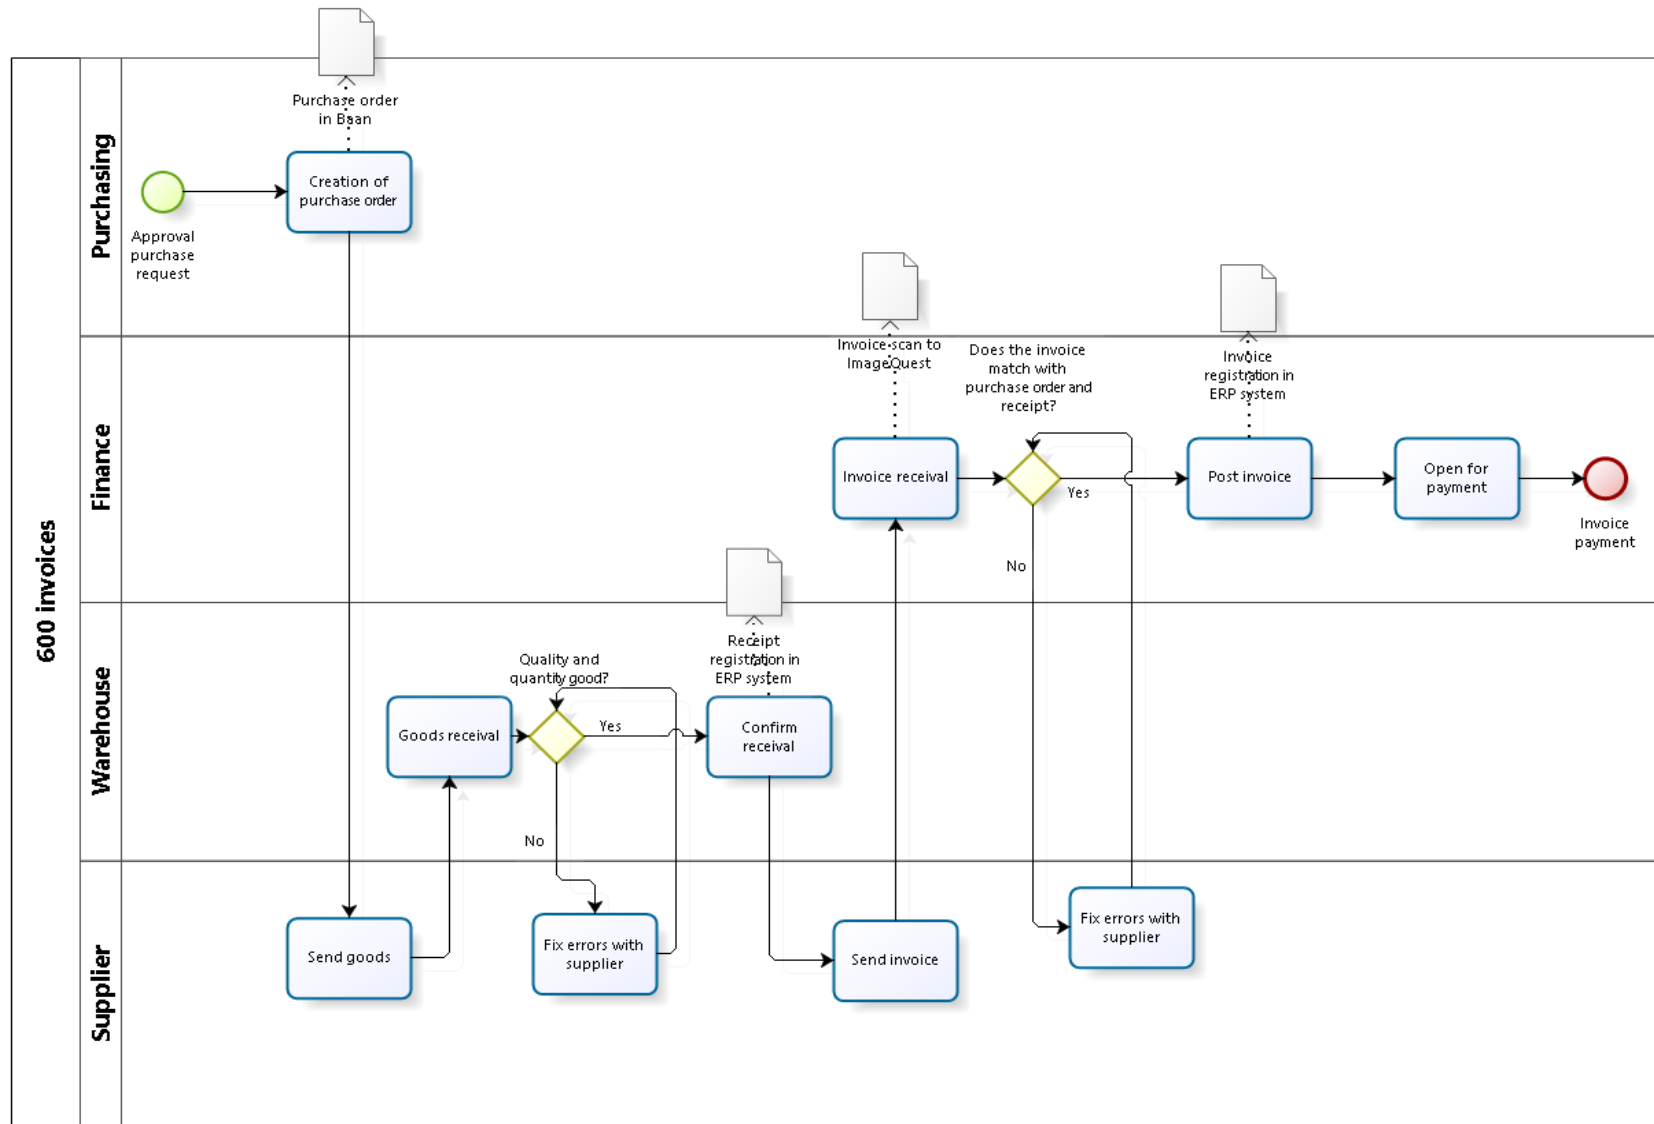 600 invoices
Purchasing
Purchase order
in Baan
Creation of
purchase order
Approval
purchase
request
Finance
Invoice scan to
ImageQuest
Does the invoice
match with
purchase order and
receipt?
Invoice
registration in
ERP system
Invoice receival
Yes
Post invoice
Open for
payment
Invoice
payment
No
Warehouse
Quality and
quantity good?
Receipt
registration in
ERP system
Goods receival
Yes
Confirm
receival
No
Supplier
Send goods
Fix errors with
supplier
Send invoice
Fix errors with
supplier